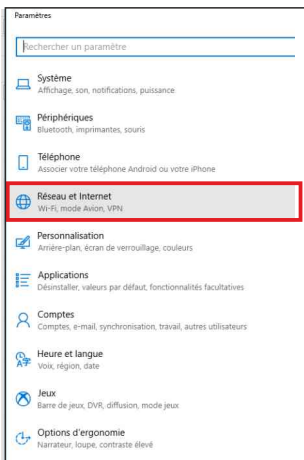 Paramètres
Rechercher un paramètre
Système
Affichage, son, notifications, puissance
Périphériques
Bluetooth, imprimantes, souris
Téléphone
Associer votre téléphone Android ou votre iPhone
Réseau et Internet
Wi-Fi, mode Avion, VPN
Personnalisation
Arrière-plan, écran de verrouillage, couleurs
Applications
Désinstaller, valeurs par défaut, fonctionnalités facultatives
Comptes
Comptes, e-mail, synchronisation, travail, autres utilisateurs
Heure et langue
Voix, région, date
Jeux
Barre de jeux, DVR, diffusion, mode jeux
Options d'ergonomie
Narrateur, loupe, contraste élevé